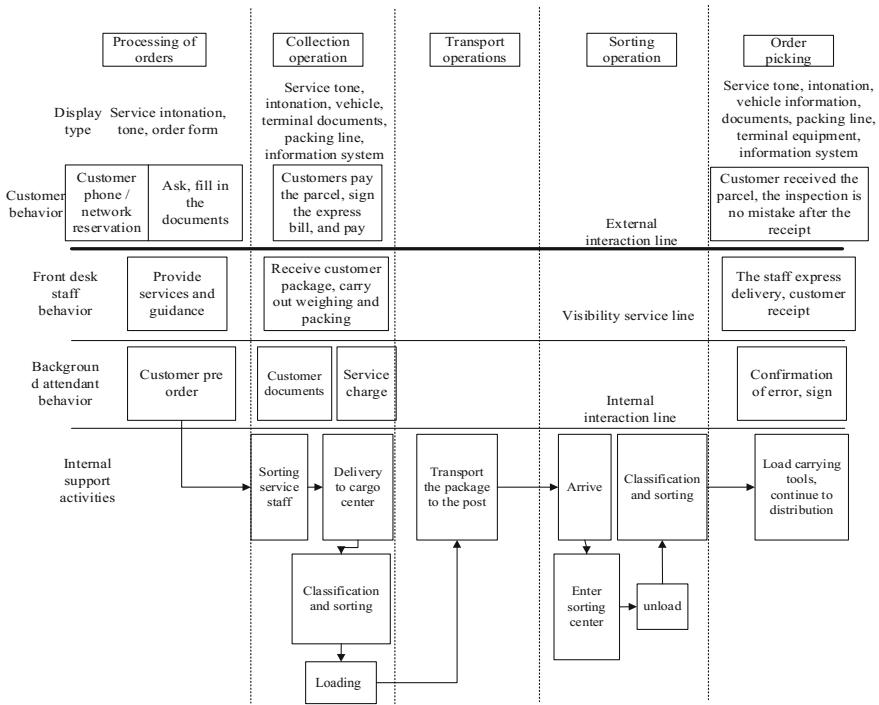 Processing of
orders
Collection
operation
Transport
operations
Sorting
operation
Order
picking
Display
type
Service intonation,
tone, order form
Service tone,
intonation, vehicle,
terminal documents,
packing line,
information system
Service tone, intonation,
vehicle information,
documents, packing line,
terminal equipment,
information system
Customer
behavior
Customer
phone /
network
reservation
Ask, fill in
the
documents
Customers pay
the parcel, sign
the express
bill, and pay
Customer received the
parcel, the inspection is
no mistake after the
receipt
External
interaction line
Front desk
staff
behavior
Provide
services and
guidance
Receive customer
package, carry
out weighing and
packing
The staff express
delivery, customer
receipt
Visibility service line
Backgroun
d attendant
behavior
Customer pre
order
Customer
documents
Service
charge
Confirmation
of error, sign
Internal
interaction line
Internal
support
activities
Sorting
service
staff
Delivery
to cargo
center
Transport
the package
to the post
Arrive
Classification
and sorting
Load carrying
tools,
continue to
distribution
Classification
and sorting
Enter
sorting
center
unload
Loading